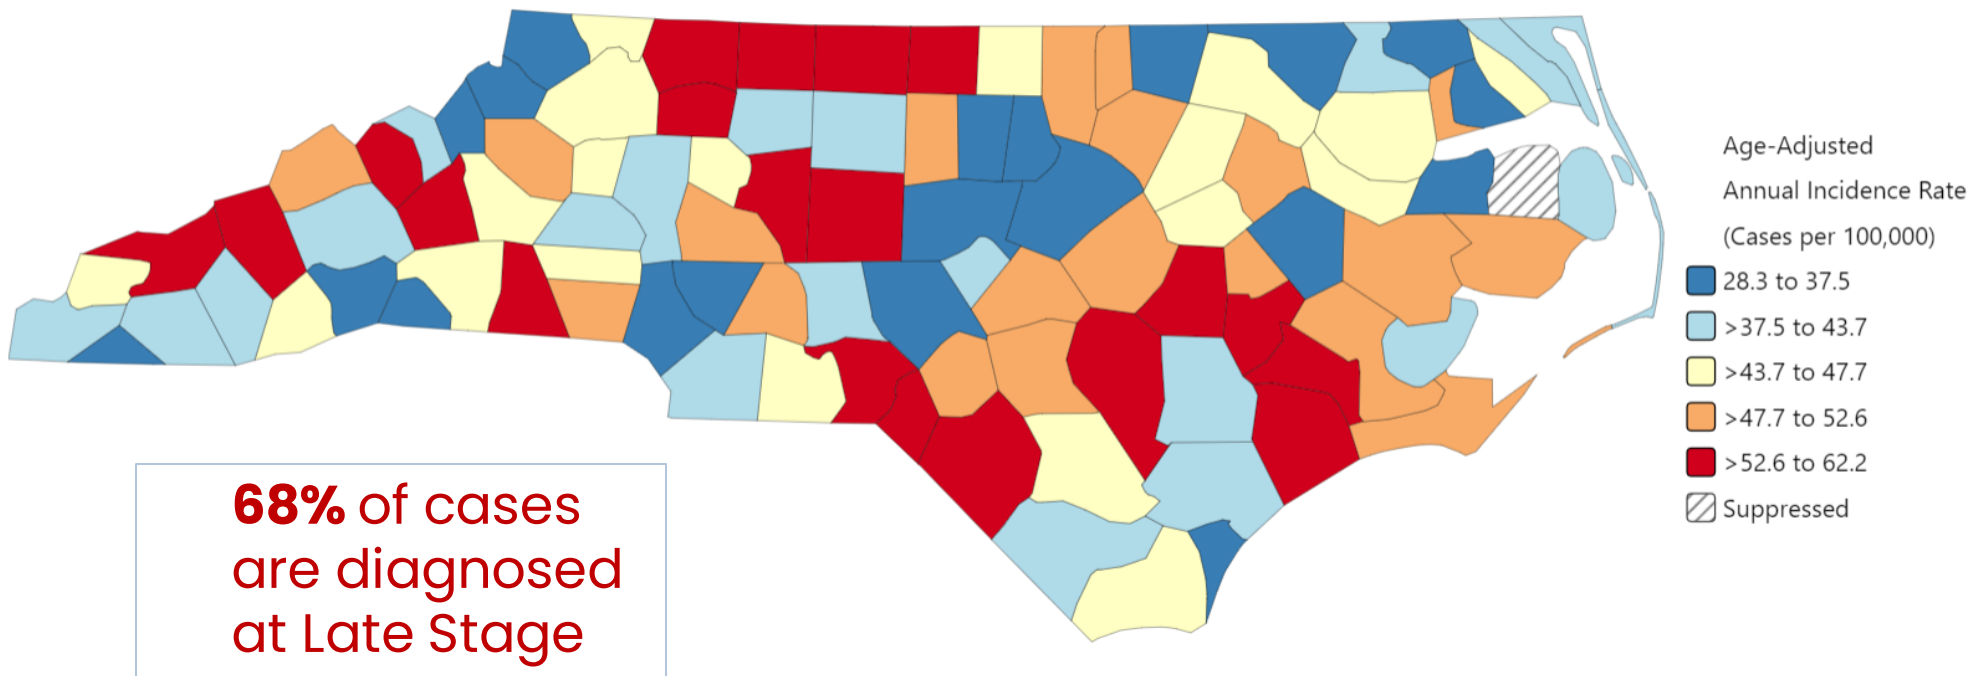 Age-Adjusted
Annual Incidence Rate
(Cases per 100,000)
28.3 to 37.5
>37.5 to 43.7
>43.7 to 47.7
>47.7 to 52.6
>52.6 to 62.2
Suppressed
68% of cases
are diagnosed
at Late Stage